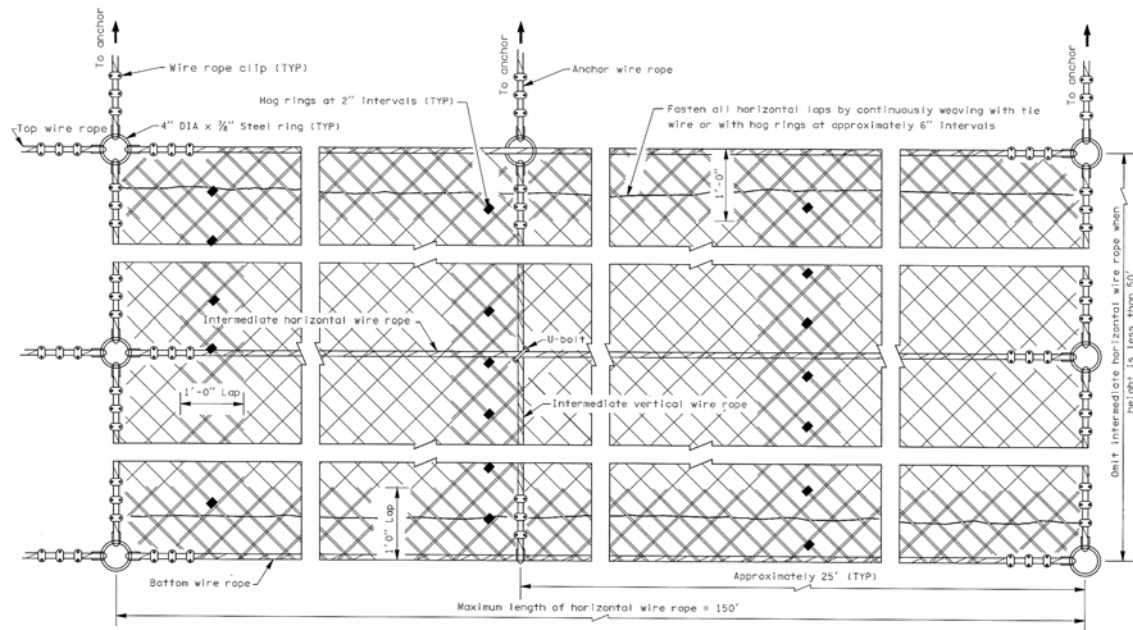 To anchor
To anchor
To anchor
Wire rope clip (TYP)
Anchor wire rope
Hog rings at 2" intervals (TYP)
Fasten all horizontal laps by continuously weaving with tie
wire or with hog rings at approximately 6" intervals
Top wire rope
4" DIA x 7/8" Steel ring (TYP)
1'-0"
Intermediate horizontal wire rope
U-bolt
1'-0" Lap
Intermediate vertical wire rope
Omit intermediate horizontal wire rope when
height is less than 50'
1'0" Lap
Bottom wire rope
Approximately 25' (TYP)
Maximum length of horizontal wire rope = 150'